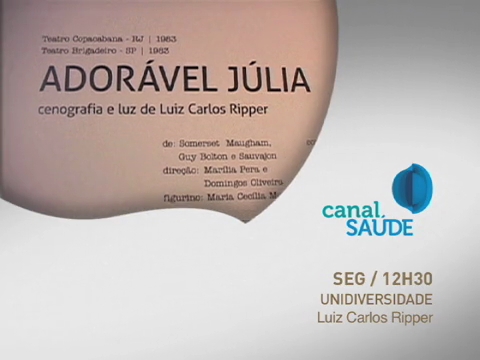 Teatro Copacabana - RJ | 1983
Teatro Brigadeiro - SP | 1983
ADORÁVEL JÚLIA
cenografia e luz de Luiz Carlos Ripper
de: Somerset Maugham,
Guy Bolton e Sauvajon
direção: Marília Pera e
Domingos Oliveira
figurino: Maria Cecília
canal
SAÚDE
SEG / 12H30
UNIDIVERSIDADE
Luiz Carlos Ripper